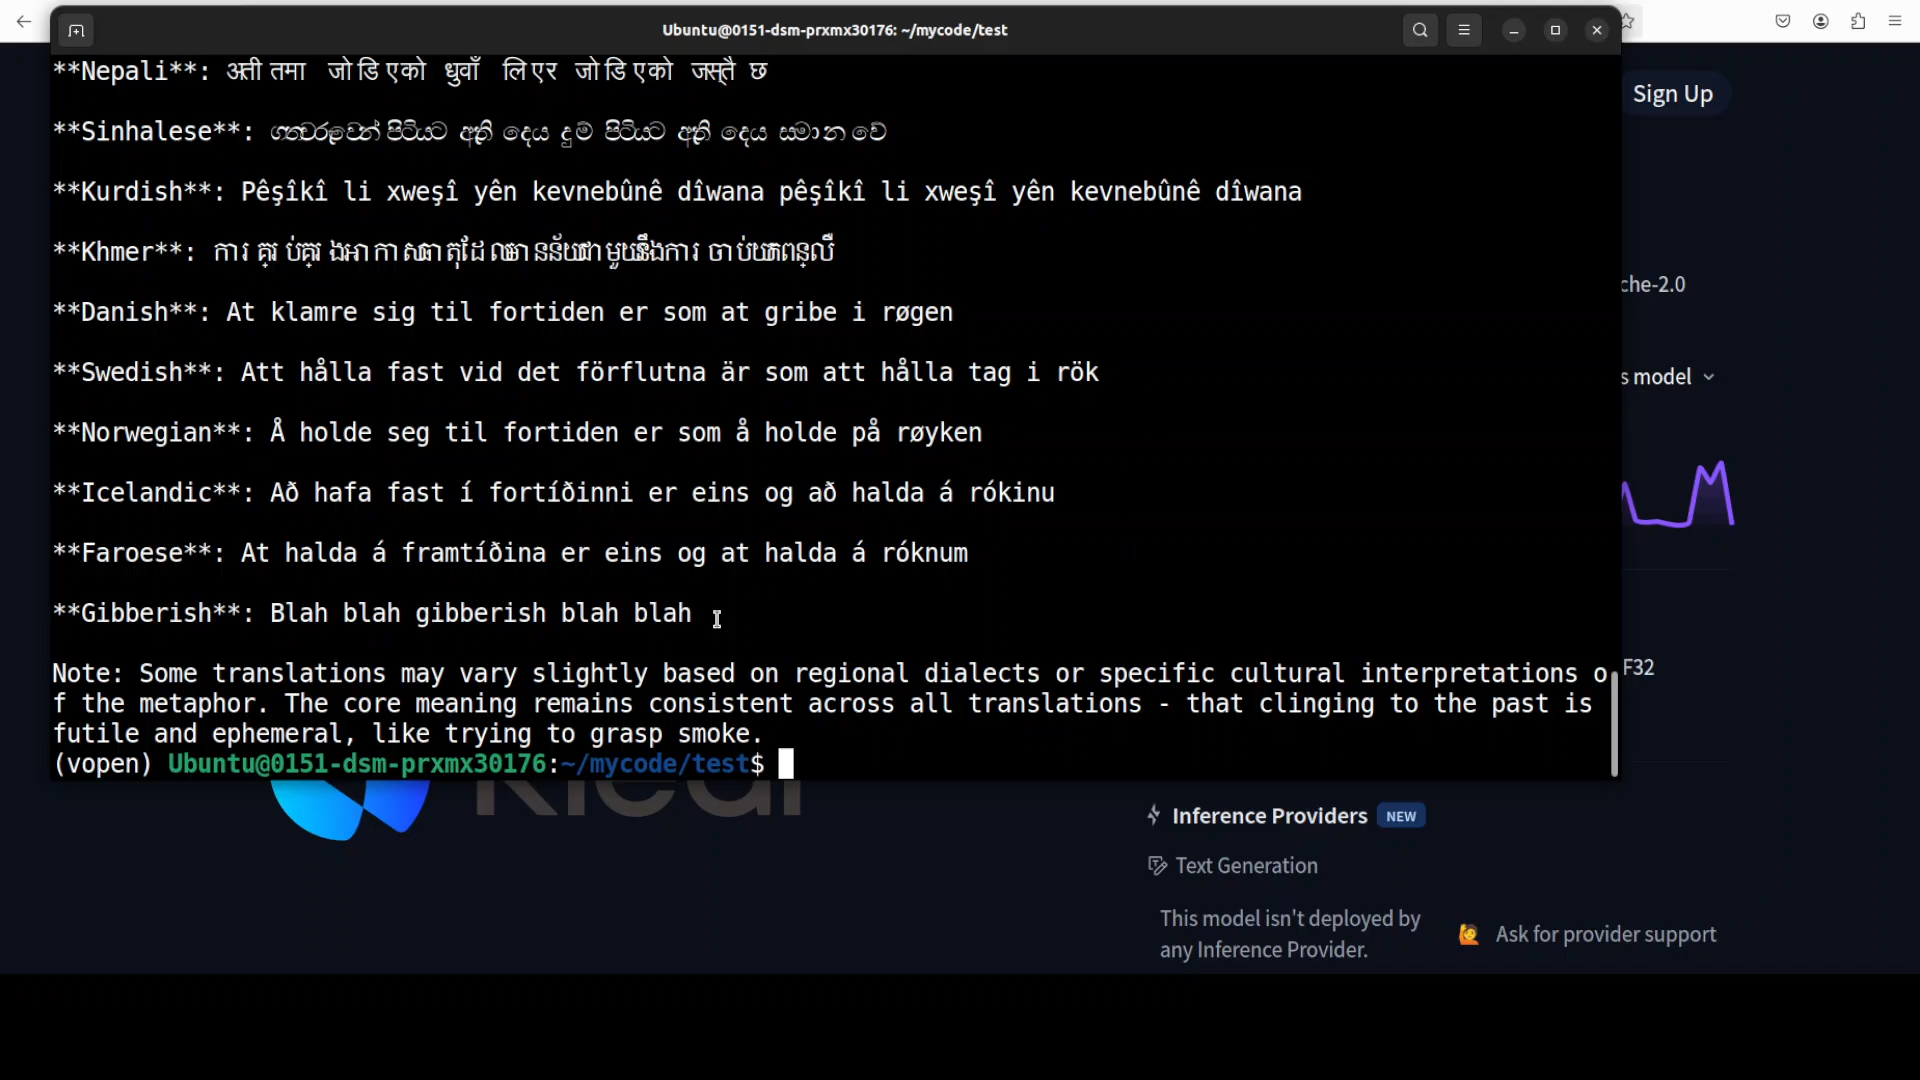 Ubuntu@0151-dsm-prxmx30176: ~/mycode/test
**Nepali**: अतीतमा जोडिएको धुवाँ लिएर जोडिएको जस्तै छ
Sign Up
**Sinhalese**:
**Kurdish**: Pêşîkî li xweşî yên kevnebûnê dîwana pêşîkî li xweşî yên kevnebûnê dîwana
**Khmer**:
che-2.0
**Danish**: At klamre sig til fortiden er som at gribe i røgen
**Swedish**: Att hålla fast vid det förflutna är som att hålla tag i rök
s model
**Norwegian**: Å holde seg til fortiden er som å holde på røyken
**Icelandic**: Að hafa fast í fortíðinni er eins og að halda á rókinu
**Faroese**: At halda á framtíðina er eins og at halda á róknum
**Gibberish**: Blah blah gibberish blah blah
Note: Some translations may vary slightly based on regional dialects or specific cultural interpretations o
F32
f the metaphor. The core meaning remains consistent across all translations - that clinging to the past is
futile and ephemeral, like trying to grasp smoke.
(vopen) Ubuntu@0151-dsm-prxmx30176:~/mycode/test$
Inference Providers NEW
Text Generation
This model isn't deployed by
any Inference Provider.
Ask for provider support